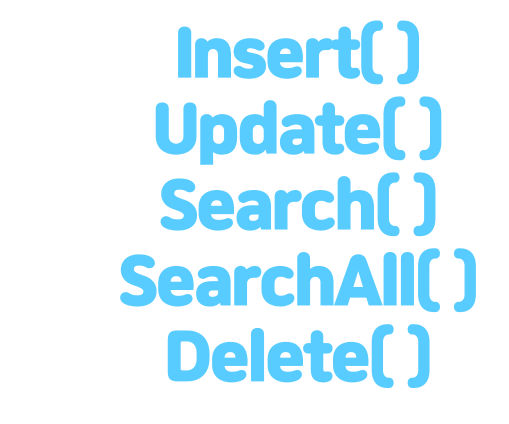 Insert( )
Update( )
Search( )
SearchAll( )
Delete( )